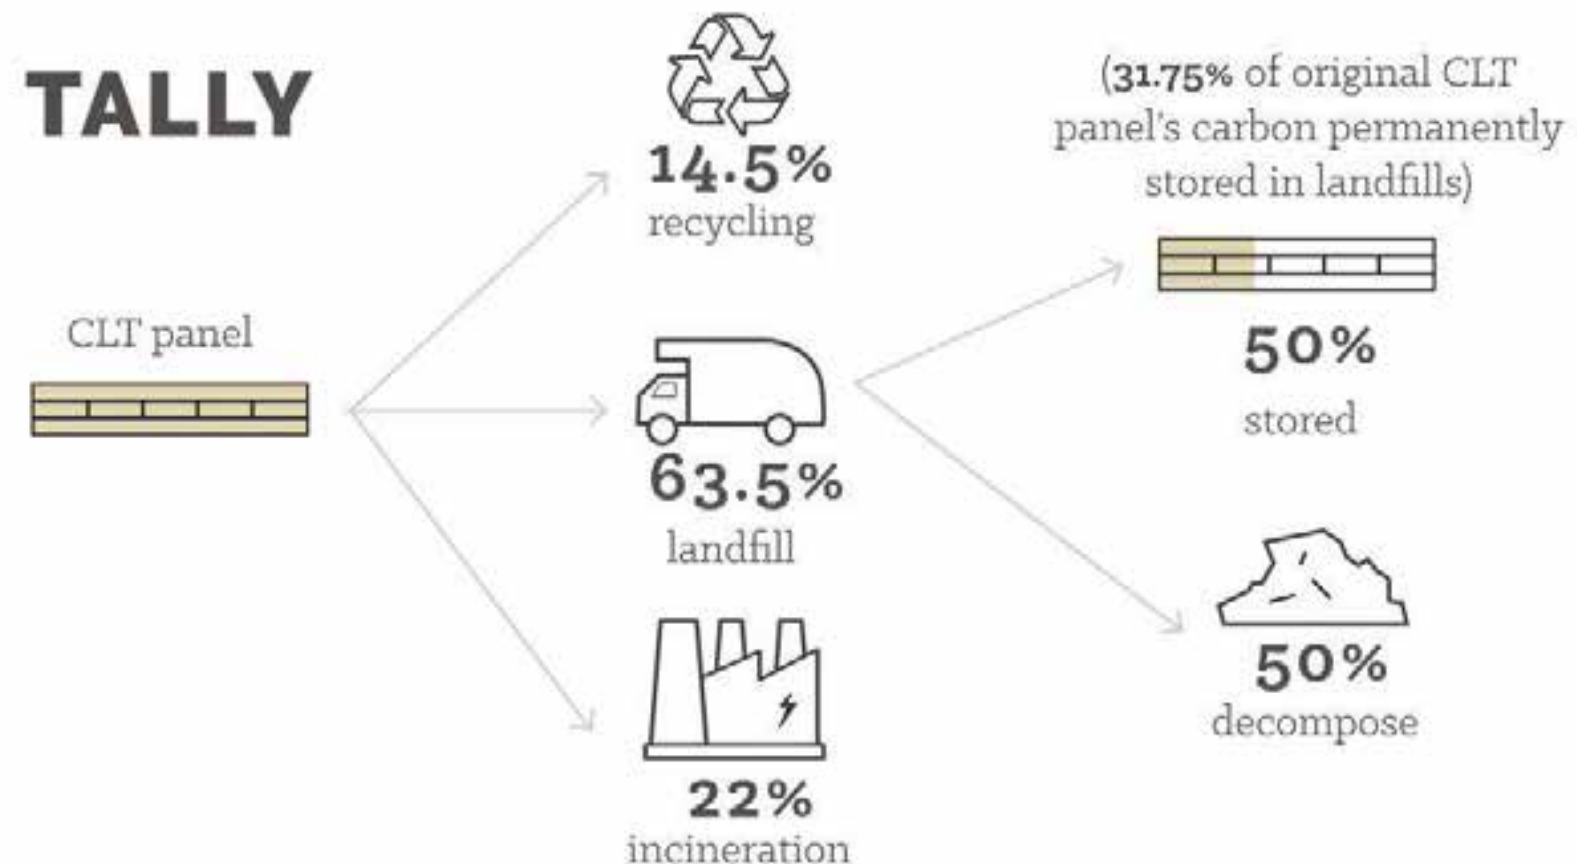 TALLY
CLT panel
14.5%
recycling
63.5%
landfill
22%
incineration
(31.75% of original CLT
panel's carbon permanently
stored in landfills)
50%
stored
50%
decompose